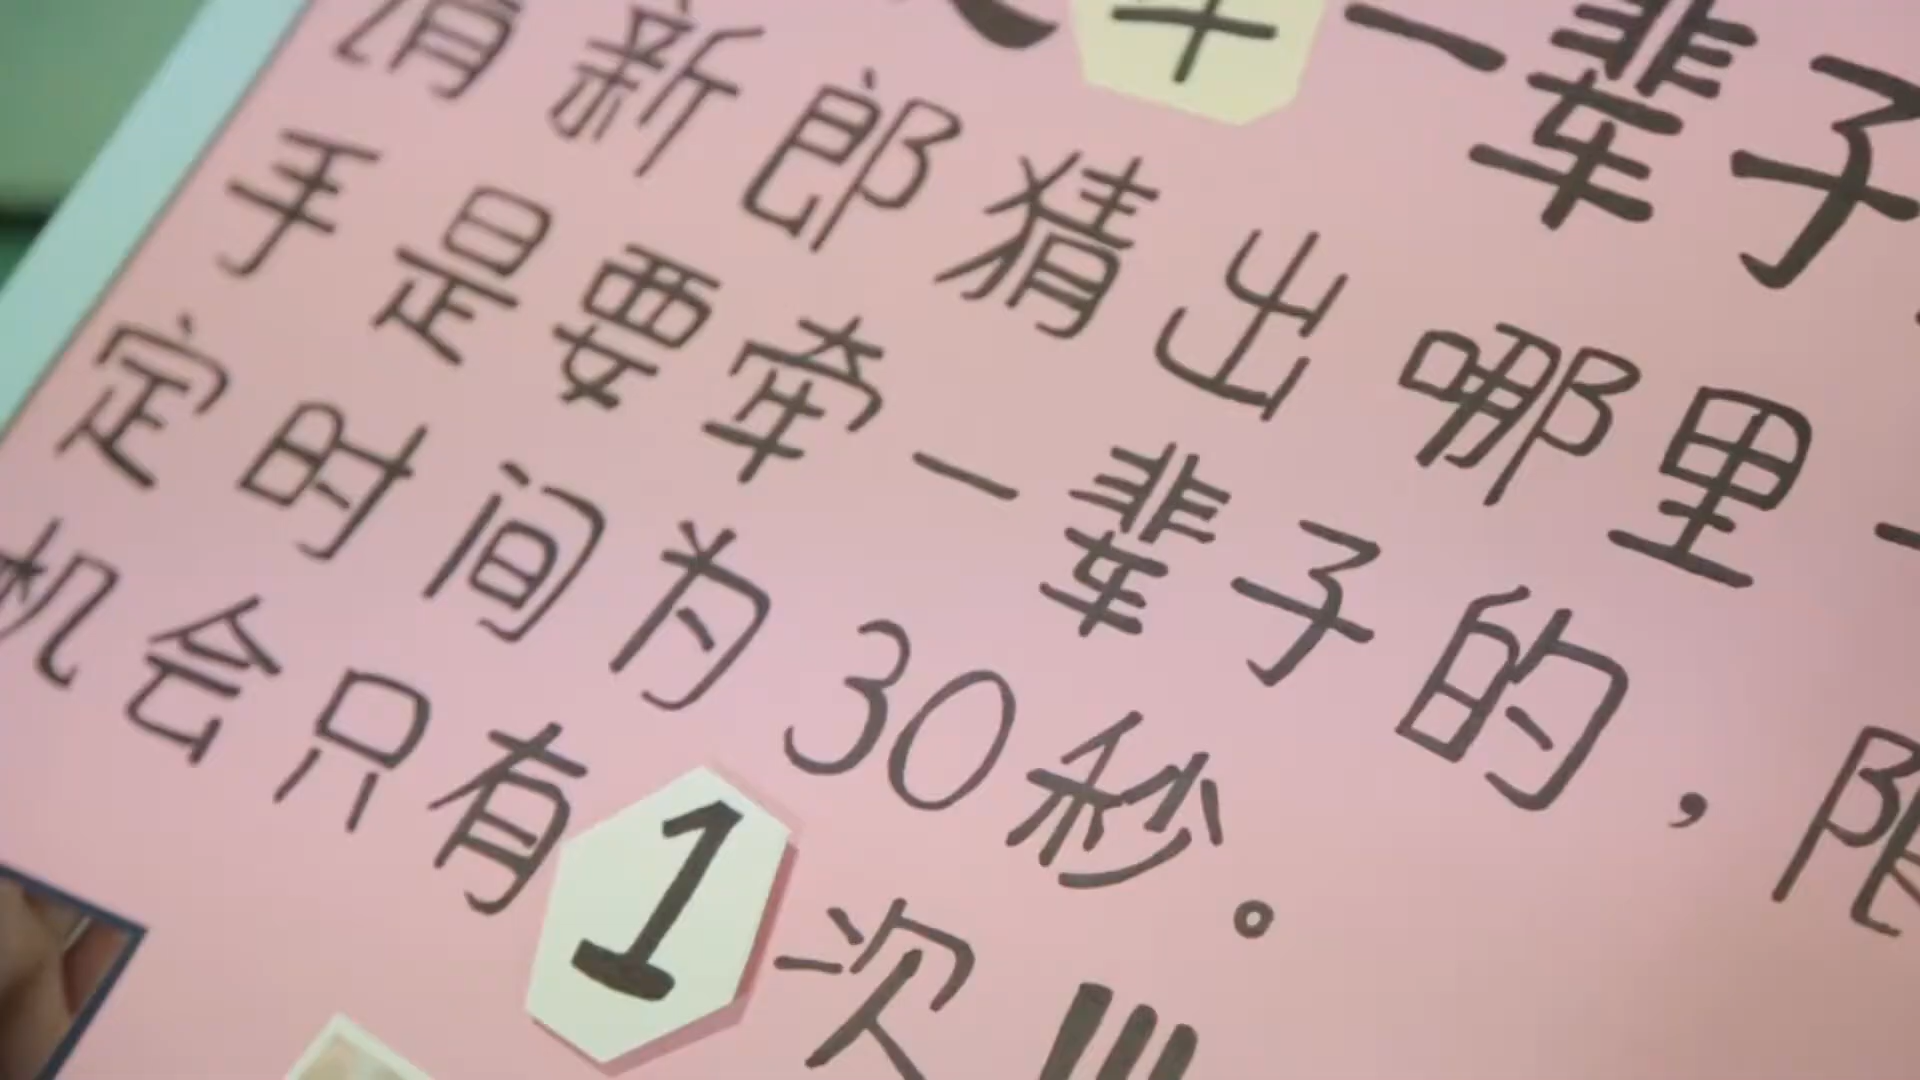 一辈子
请新郎猜出哪里一
手是要牵一辈子的，限
定时间为30秒。
机会只有1次!!!